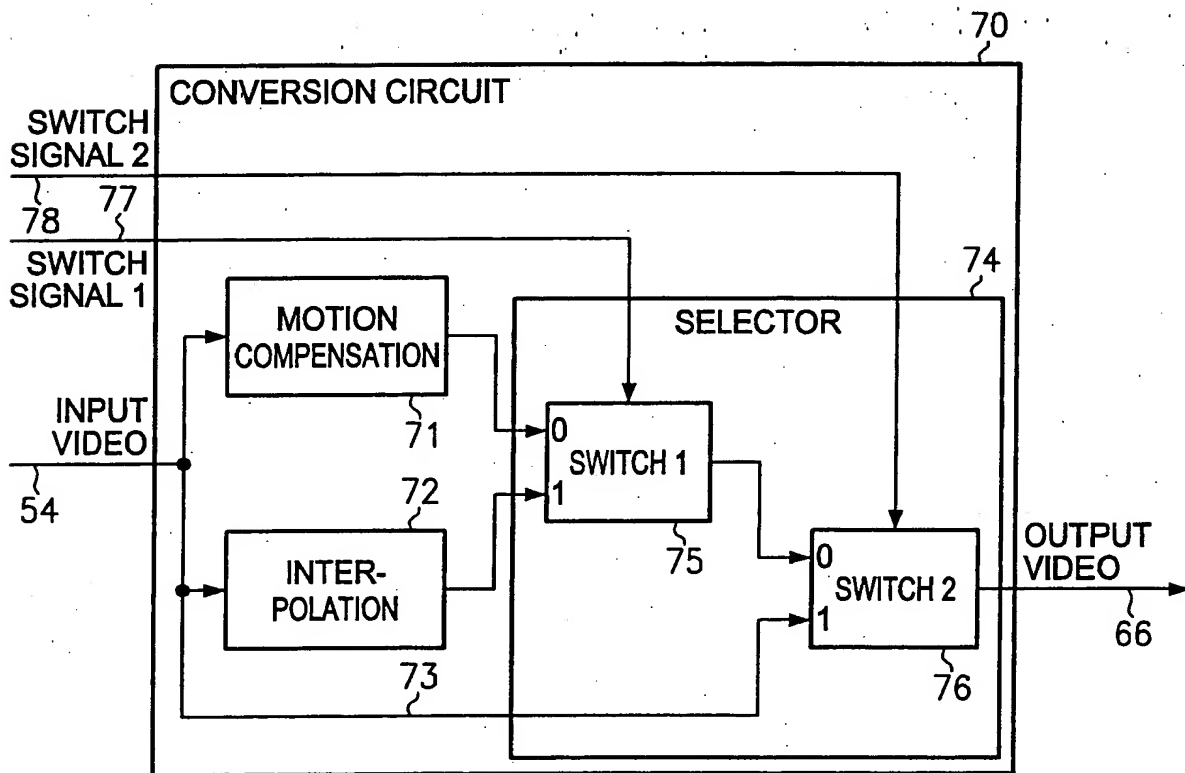 70
CONVERSION CIRCUIT
SWITCH
SIGNAL 2
78
77
SWITCH
SIGNAL 1
74
SELECTOR
MOTION
COMPENSATION
71
INPUT
VIDEO
54
0
SWITCH 1
1
75
72
INTER-
POLATION
73
0
SWITCH 2
1
76
OUTPUT
VIDEO
66